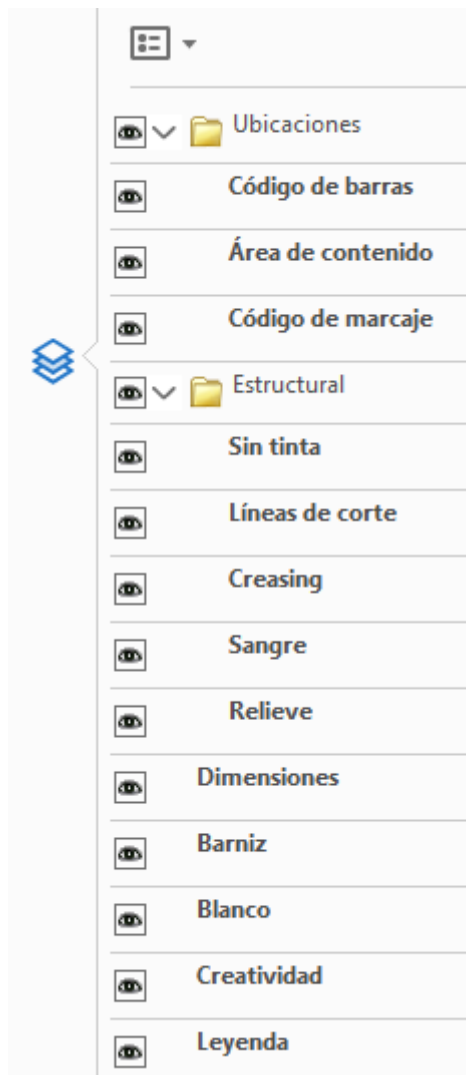 Ubicaciones
Código de barras
Área de contenido
Código de marcaje
Estructural
Sin tinta
Líneas de corte
Creasing
Sangre
Relieve
Dimensiones
Barniz
Blanco
Creatividad
Leyenda